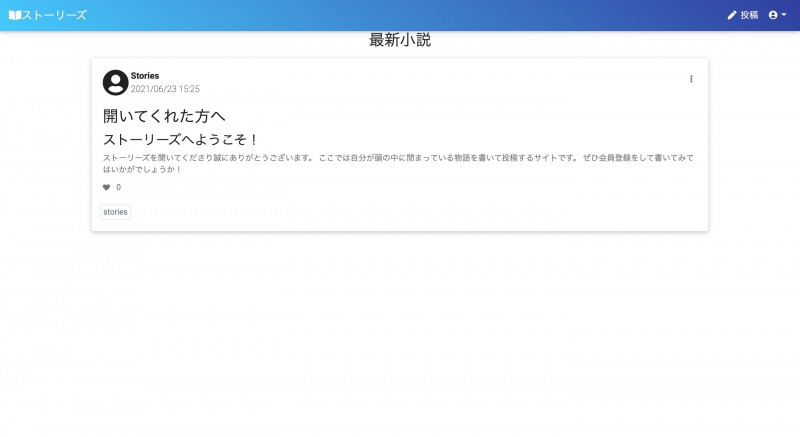 ストーリーズ
投稿
最新小説
Stories
2021/06/23 15:25
開いてくれた方へ
ストーリーズへようこそ！
ストーリーズを開いてくださり誠にありがとうございます。 ここでは自分が頭の中に閉まっている物語を書いて投稿するサイトです。 ぜひ会員登録をして書いてみて
はいかがでしょうか！
0
stories